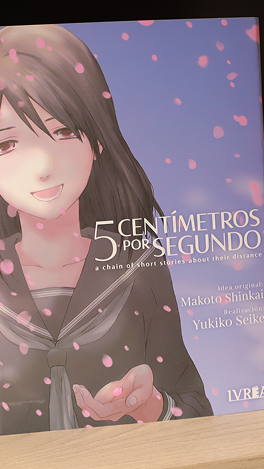 5 CENTÍMETROS
POR SEGUNDO
a chain of short stories about their distance
Idea original:
Makoto Shinkai
Realización:
Yukiko Seike
IVREA